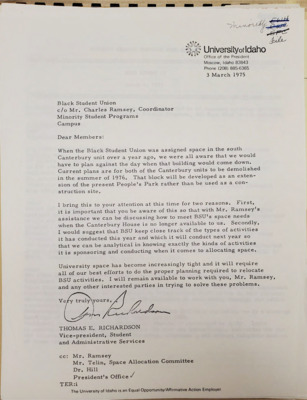 Minority
File
University of Idaho
Office of the President
Moscow, Idaho 83843
Phone (208) 885-6365
3 March 1975
Black Student Union
c/o Mr. Charles Ramsey, Coordinator
Minority Student Programs
Campus
Dear Members:
When the Black Student Union was assigned space in the south
Canterbury unit over a year ago, we were all aware that we would
have to plan against the day when that building would come down.
Current plans are for both of the Canterbury units to be demolished
in the summer of 1976. That block will be developed as an exten-
sion of the present People's Park rather than be used as a con-
struction site.
I bring this to your attention at this time for two reasons. First,
it is important that you be aware of this so that with Mr. Ramsey's
assistance we can be discussing how to meet BSU's space needs
when the Canterbury House is no longer available to us. Secondly,
I would suggest that BSU keep close track of the types of activities
it has conducted this year and which it will conduct next year so
that we can be analytical in knowing exactly the kinds of activities
it is sponsoring and conducting when it comes to allocating space.
University space has become increasingly tight and it will require
all of our best efforts to do the proper planning required to relocate
BSU activities. I will remain available to work with you, Mr. Ramsey,
and any other interested parties in trying to solve these problems.
Very truly yours,
Tom Richardson
THOMAS E. RICHARDSON
Vice-president, Student
and Administrative Services
cc: Mr. Ramsey
Mr. Telin, Space Allocation Committee
Dr. Hill
President's Office ✓
TER:i
The University of Idaho is an Equal Opportunity/Affirmative Action Employer